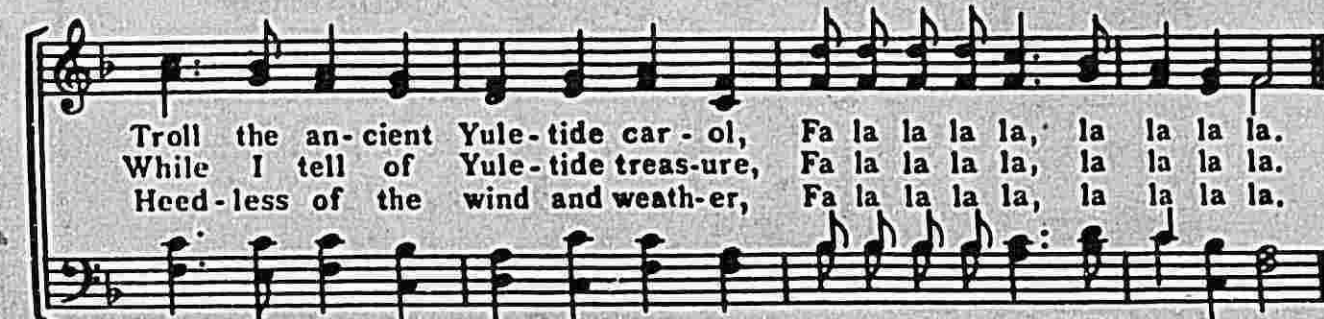 Troll the an-cient Yule-tide car-ol, Fa la la la la, la la la la.
While I tell of Yule-tide treas-ure, Fa la la la la, la la la la.
Heed-less of the wind and weath-er, Fa la la la la, la la la la.